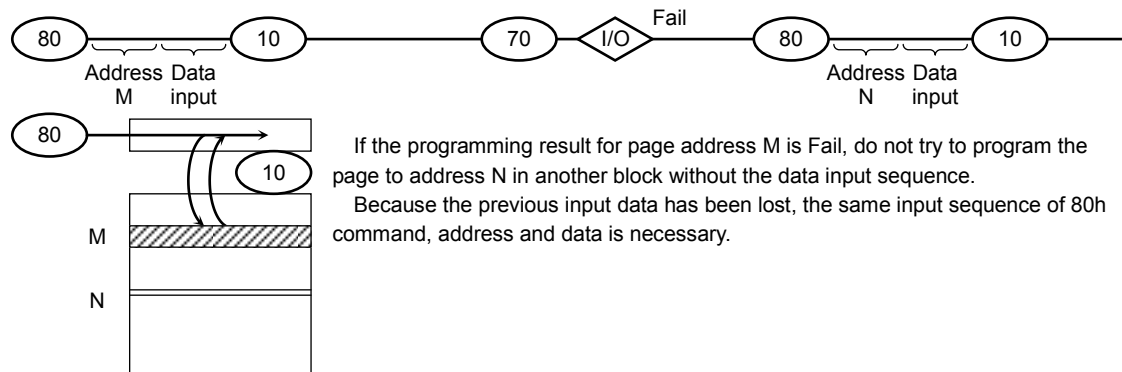 Fail
80 10 70 I/O 80 10
Address Data Address Data
M input N input
80
If the programming result for page address M is Fail, do not try to program the
10
page to address N in another block without the data input sequence.
Because the previous input data has been lost, the same input sequence of 80h
M
command, address and data is necessary.
N